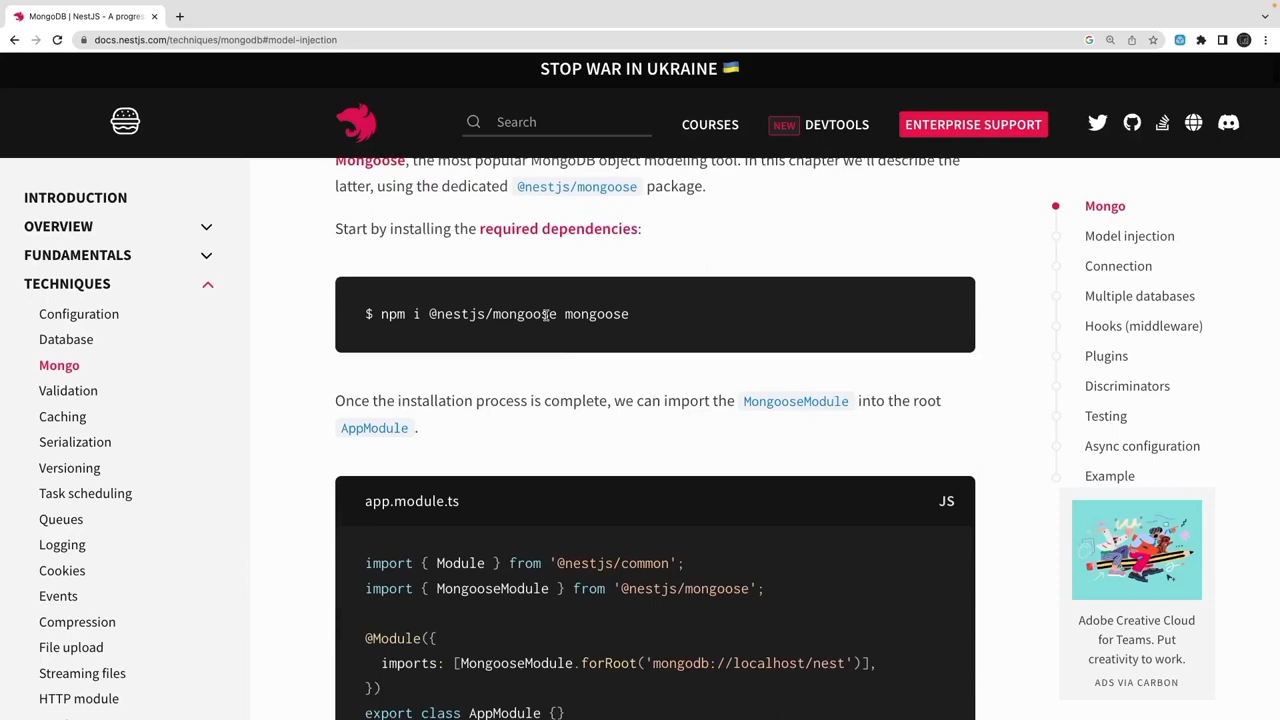 MongoDB | NestJS - A progres
docs.nestjs.com/techniques/mongodb#model-injection
STOP WAR IN UKRAINE 🇺🇦
Search
COURSES
NEW
DEVTOOLS
ENTERPRISE SUPPORT
INTRODUCTION
OVERVIEW
FUNDAMENTALS
TECHNIQUES
Configuration
Database
Mongo
Validation
Caching
Serialization
Versioning
Task scheduling
Queues
Logging
Cookies
Events
Compression
File upload
Streaming files
HTTP module
Mongoose, the most popular MongoDB object modeling tool. In this chapter we'll describe the
latter, using the dedicated @nestjs/mongoose package.
Start by installing the required dependencies:
$ npm i @nestjs/mongoose mongoose
Once the installation process is complete, we can import the MongooseModule into the root
AppModule .
app.module.ts
JS
import { Module } from '@nestjs/common';
import { MongooseModule } from '@nestjs/mongoose';
@Module({
imports: [MongooseModule.forRoot('mongodb://localhost/nest')],
})
export class AppModule {}
Mongo
Model injection
Connection
Multiple databases
Hooks (middleware)
Plugins
Discriminators
Testing
Async configuration
Example
Adobe Creative Cloud
for Teams. Put
creativity to work.
ADS VIA CARBON